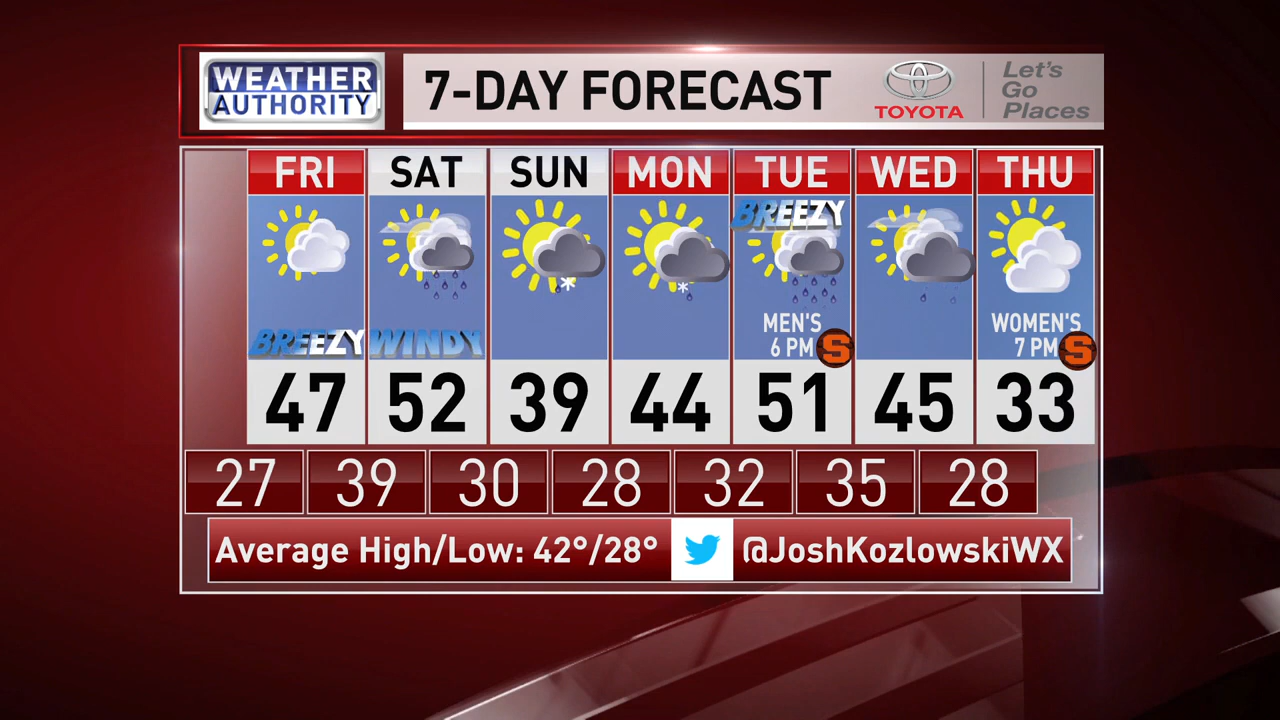 WEATHER
AUTHORITY
7-DAY FORECAST
TOYOTA
Let's
Go
Places
FRI SAT SUN MON TUE WED THU
BREEZY
MEN'S
6 PM S
WOMEN'S
7 PM S
BREEZY WINDY
47 52 39 44 51 45 33
27 39 30 28 32 35 28
Average High/Low: 42°/28° @JoshKozlowskiWX